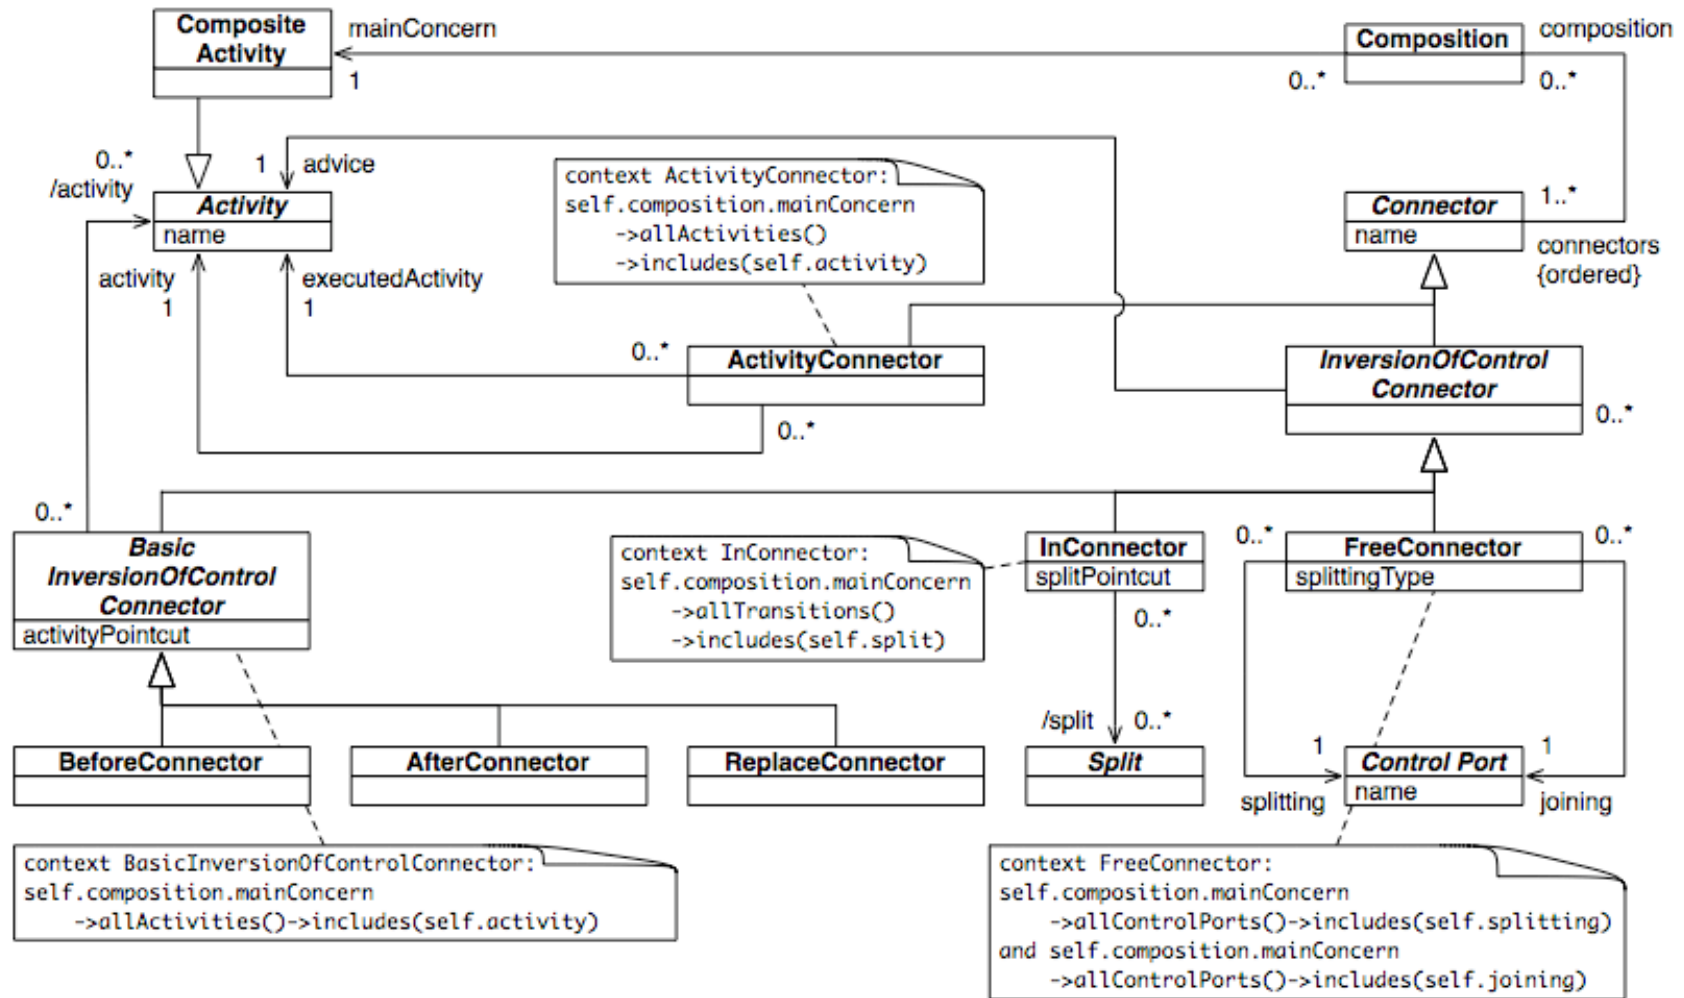 Composite
Activity
mainConcern
1
Composition
composition
0..*
0..*
0..*
/activity
1
advice
Activity
name
context ActivityConnector:
self.composition.mainConcern
->allActivities()
->includes(self.activity)
Connector
name
1..*
connectors
{ordered}
activity
1
executedActivity
1
0..*
ActivityConnector
0..*
InversionOfControl
Connector
0..*
0..*
Basic
InversionOfControl
Connector
activityPointcut
context InConnector:
self.composition.mainConcern
->allTransitions()
->includes(self.split)
InConnector
splitPointcut
0..*
0..*
FreeConnector
splittingType
0..*
/split
0..*
BeforeConnector
AfterConnector
ReplaceConnector
Split
1
splitting
Control Port
name
1
joining
context BasicInversionOfControlConnector:
self.composition.mainConcern
->allActivities()->includes(self.activity)
context FreeConnector:
self.composition.mainConcern
->allControlPorts()->includes(self.splitting)
and self.composition.mainConcern
->allControlPorts()->includes(self.joining)